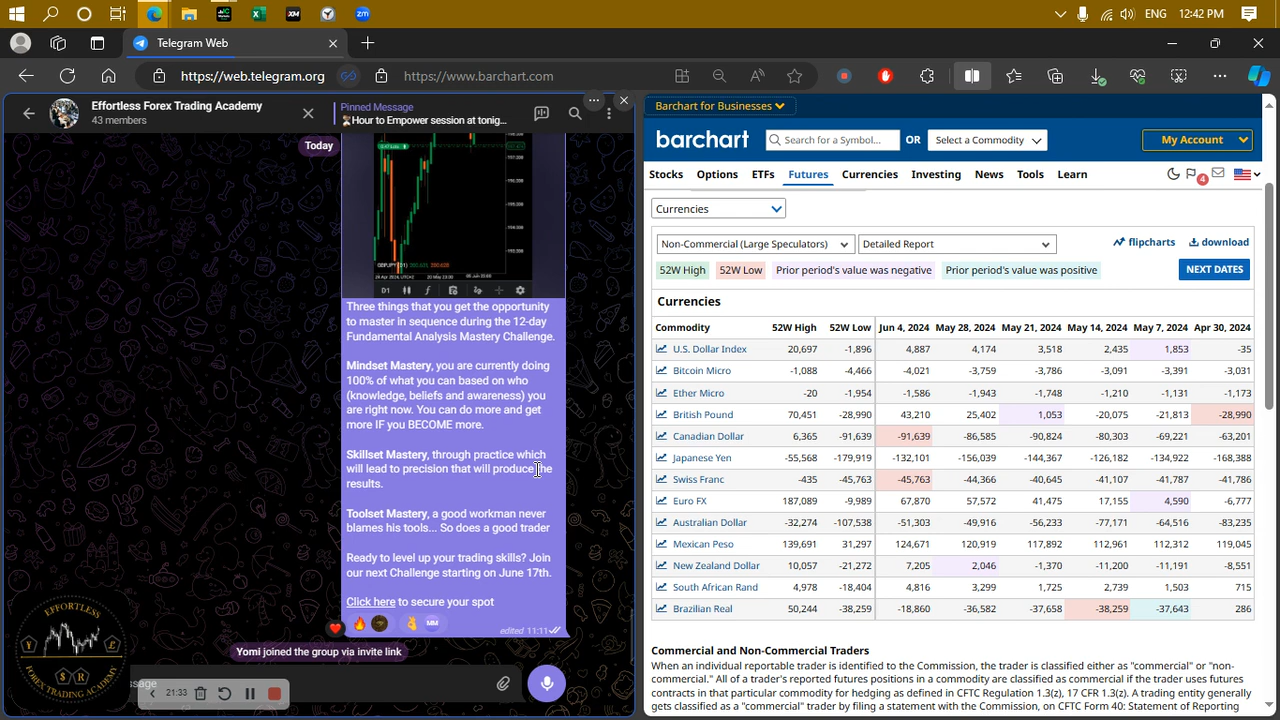 ENG 12:42 PM
Telegram Web
https://web.telegram.org
https://www.barchart.com
Effortless Forex Trading Academy
43 members
Pinned Message
⏳Hour to Empower session at tonig...
Today
Three things that you get the opportunity
to master in sequence during the 12-day
Fundamental Analysis Mastery Challenge.
Mindset Mastery, you are currently doing
100% of what you can based on who
(knowledge, beliefs and awareness) you
are right now. You can do more and get
more IF you BECOME more.
Skillset Mastery, through practice which
will lead to precision that will produce the
results.
Toolset Mastery, a good workman never
blames his tools... So does a good trader
Ready to level up your trading skills? Join
our next Challenge starting on June 17th.
Click here to secure your spot
MM
edited 11:11
Yomi joined the group via invite link
21:33
EFFORTLESS
FOREX TRADING ACADEMY
Barchart for Businesses
barchart
Search for a Symbol...
OR
Select a Commodity
My Account
Stocks Options ETFs Futures Currencies Investing News Tools Learn
4
Currencies
Non-Commercial (Large Speculators) Detailed Report flipcharts download
52W High 52W Low Prior period's value was negative Prior period's value was positive NEXT DATES
Currencies
Commodity 52W High 52W Low Jun 4, 2024 May 28, 2024 May 21, 2024 May 14, 2024 May 7, 2024 Apr 30, 2024
U.S. Dollar Index 20,697 -1,896 4,887 4,174 3,518 2,435 1,853 -35
Bitcoin Micro -1,088 -4,466 -4,021 -3,759 -3,786 -3,091 -3,391 -3,031
Ether Micro -20 -1,954 -1,586 -1,943 -1,748 -1,210 -1,131 -1,173
British Pound 70,451 -28,990 43,210 25,402 1,053 -20,075 -21,813 -28,990
Canadian Dollar 6,365 -91,639 -91,639 -86,585 -90,824 -80,303 -69,221 -63,201
Japanese Yen -55,568 -179,919 -132,101 -156,039 -144,367 -126,182 -134,922 -168,388
Swiss Franc -435 -45,763 -45,763 -44,366 -40,645 -41,107 -41,787 -41,786
Euro FX 187,089 -9,989 67,870 57,572 41,475 17,155 4,590 -6,777
Australian Dollar -32,274 -107,538 -51,303 -49,916 -56,233 -77,171 -64,516 -83,235
Mexican Peso 139,691 31,297 124,671 120,919 117,892 112,961 112,312 119,045
New Zealand Dollar 10,057 -21,272 7,205 2,046 -1,370 -11,200 -11,191 -8,551
South African Rand 4,978 -18,404 4,816 3,299 1,725 2,739 1,503 715
Brazilian Real 50,244 -38,259 -18,860 -36,582 -37,658 -38,259 -37,643 286
Commercial and Non-Commercial Traders
When an individual reportable trader is identified to the Commission, the trader is classified either as "commercial" or "non-
commercial." All of a trader's reported futures positions in a commodity are classified as commercial if the trader uses futures
contracts in that particular commodity for hedging as defined in CFTC Regulation 1.3(z), 17 CFR 1.3(z). A trading entity generally
gets classified as a "commercial" trader by filing a statement with the Commission, on CFTC Form 40: Statement of Reporting